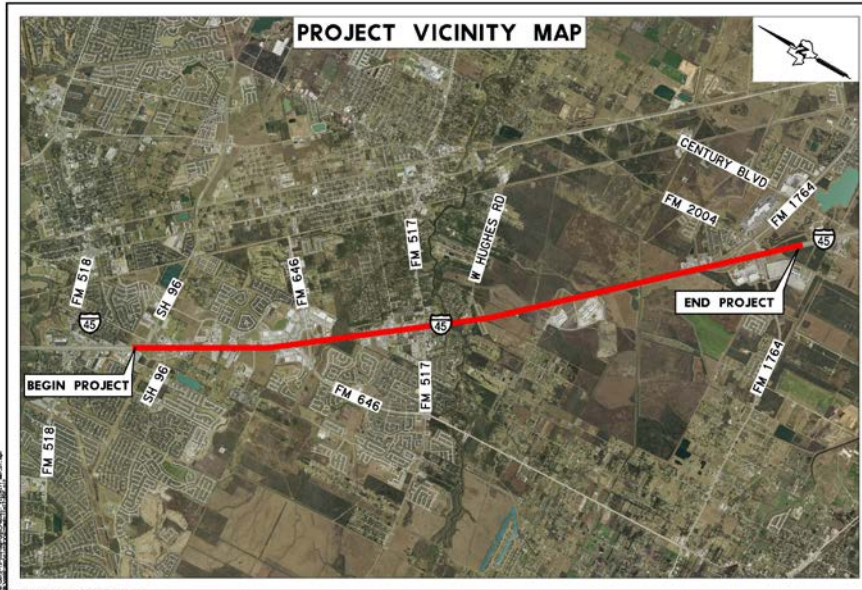 PROJECT VICINITY MAP
CENTURY BLVD
FM 1764
FM 2004
W HUGHES RD
FM 517
45
FM 646
SH 96
FM 518
45
45
END PROJECT
BEGIN PROJECT
SH 96
FM 646
FM 517
FM 1764
FM 518